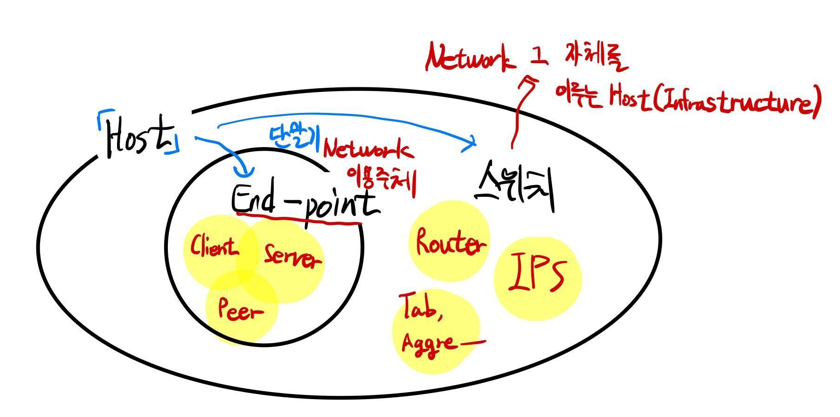 Network 그 자체를
이루는 Host(Infrastructure)
「Host」
단말기
Network
이용주체
End-point
스위치
Client
Server
Peer
Router
IPS
Tab,
Aggre—